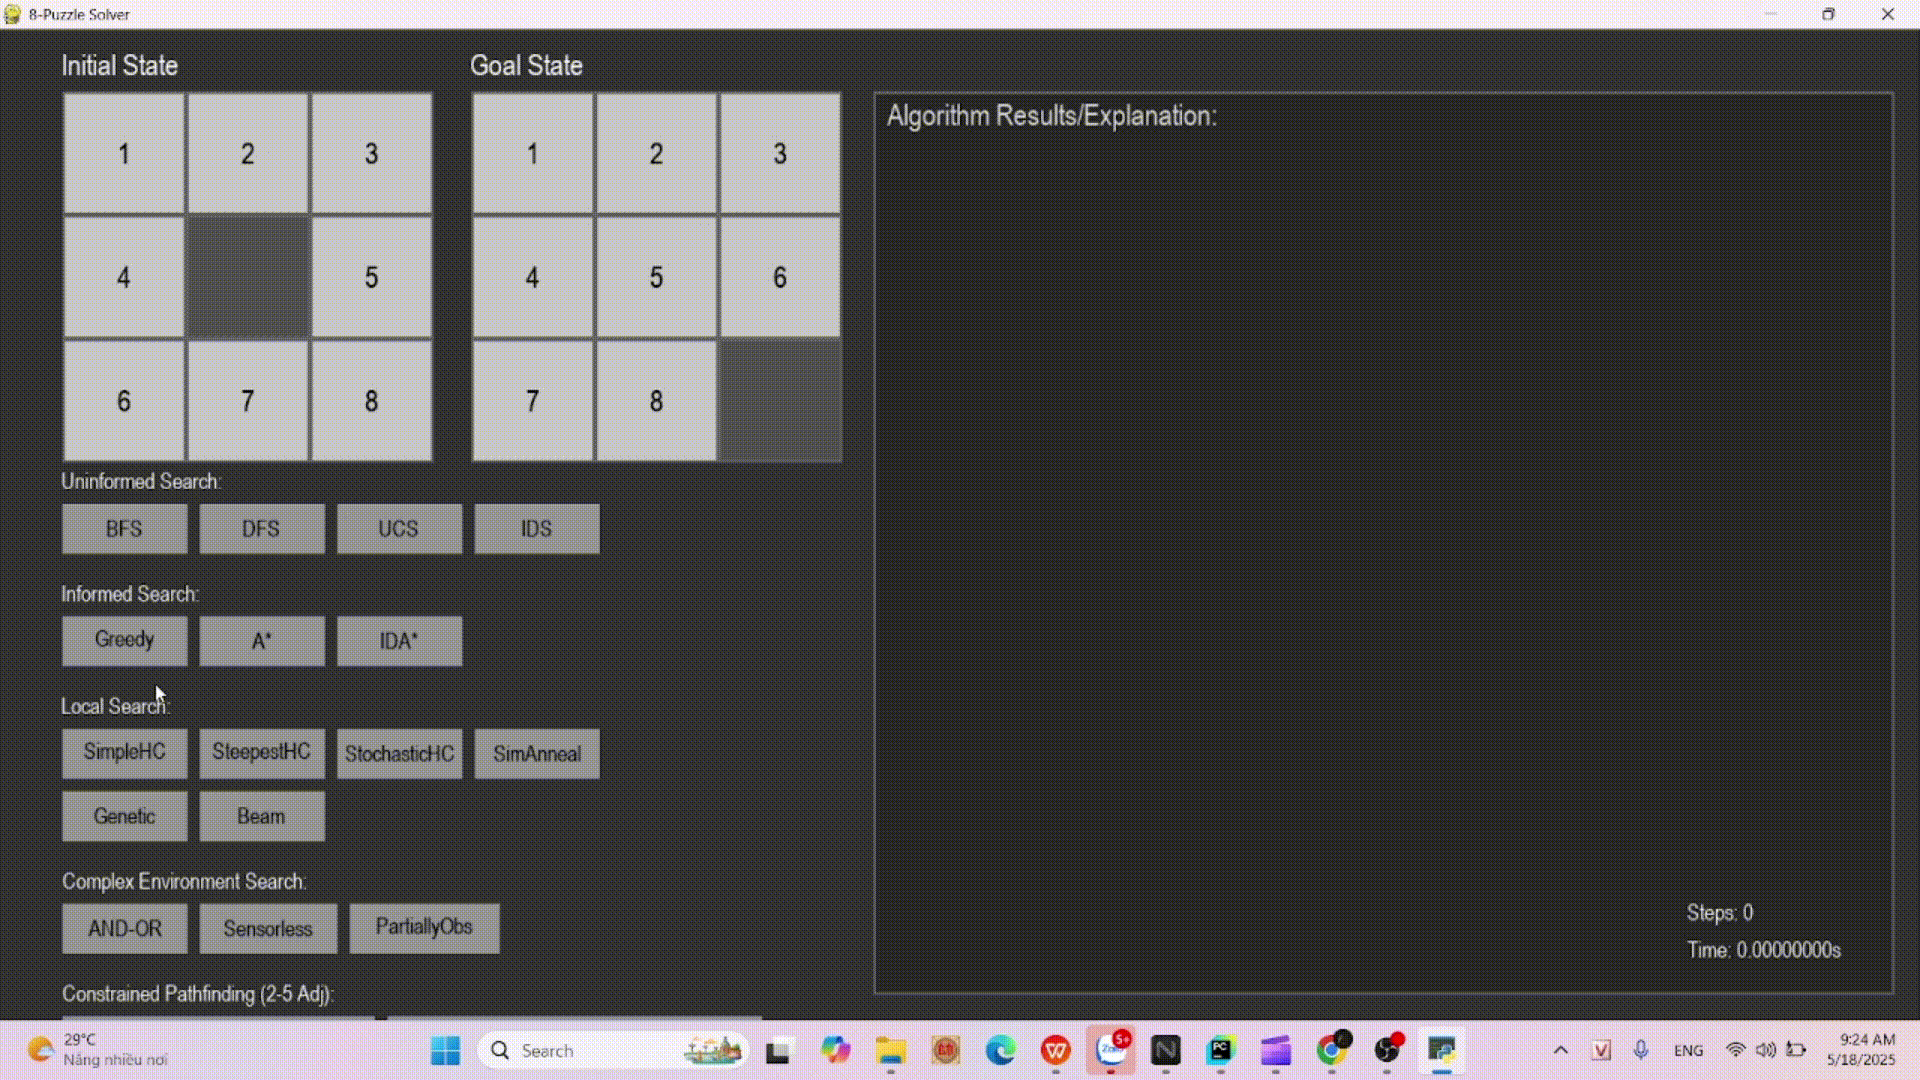 8-Puzzle Solver
Initial State
Goal State
1 2 3
4 5
6 7 8
1 2 3
4 5 6
7 8
Algorithm Results/Explanation:
Uninformed Search:
BFS DFS UCS IDS
Informed Search:
Greedy A* IDA*
Local Search:
SimpleHC SteepestHC StochasticHC SimAnneal
Genetic Beam
Complex Environment Search:
AND-OR Sensorless PartiallyObs
Constrained Pathfinding (2-5 Adj):
Steps: 0
Time: 0.00000000s
29°C
Nắng nhiều nơi
Search
Zalo
5+
PC
ENG
9:24 AM
5/18/2025